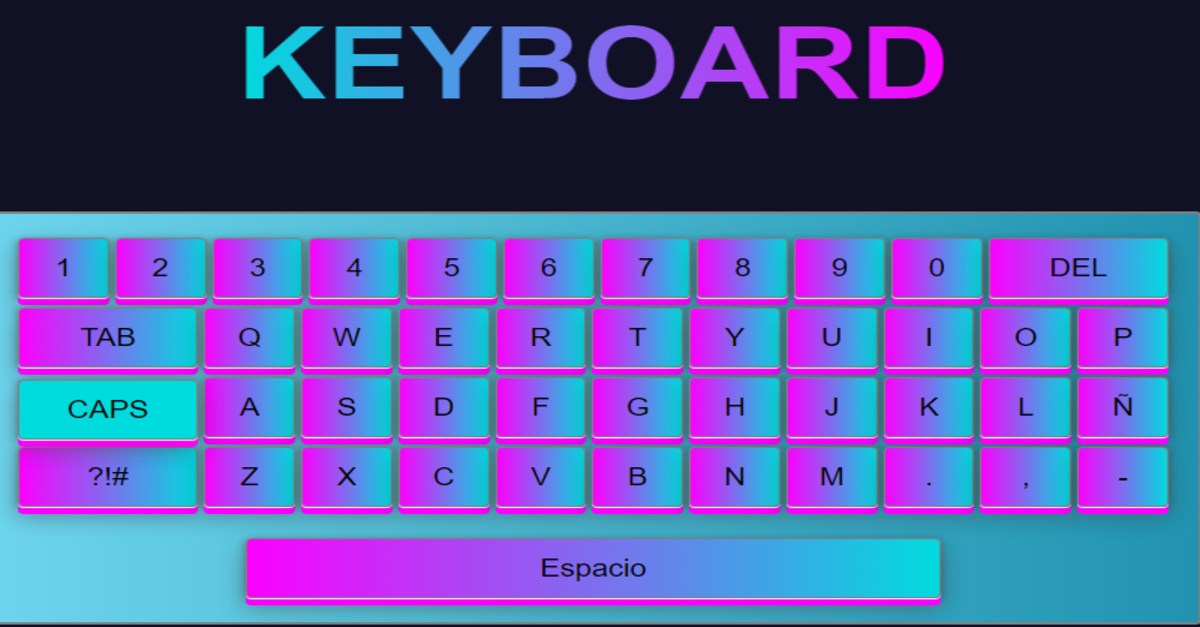 KEYBOARD
1 2 3 4 5 6 7 8 9 0 DEL
TAB Q W E R T Y U I O P
CAPS A S D F G H J K L Ñ
?!# Z X C V B N M . , -
Espacio